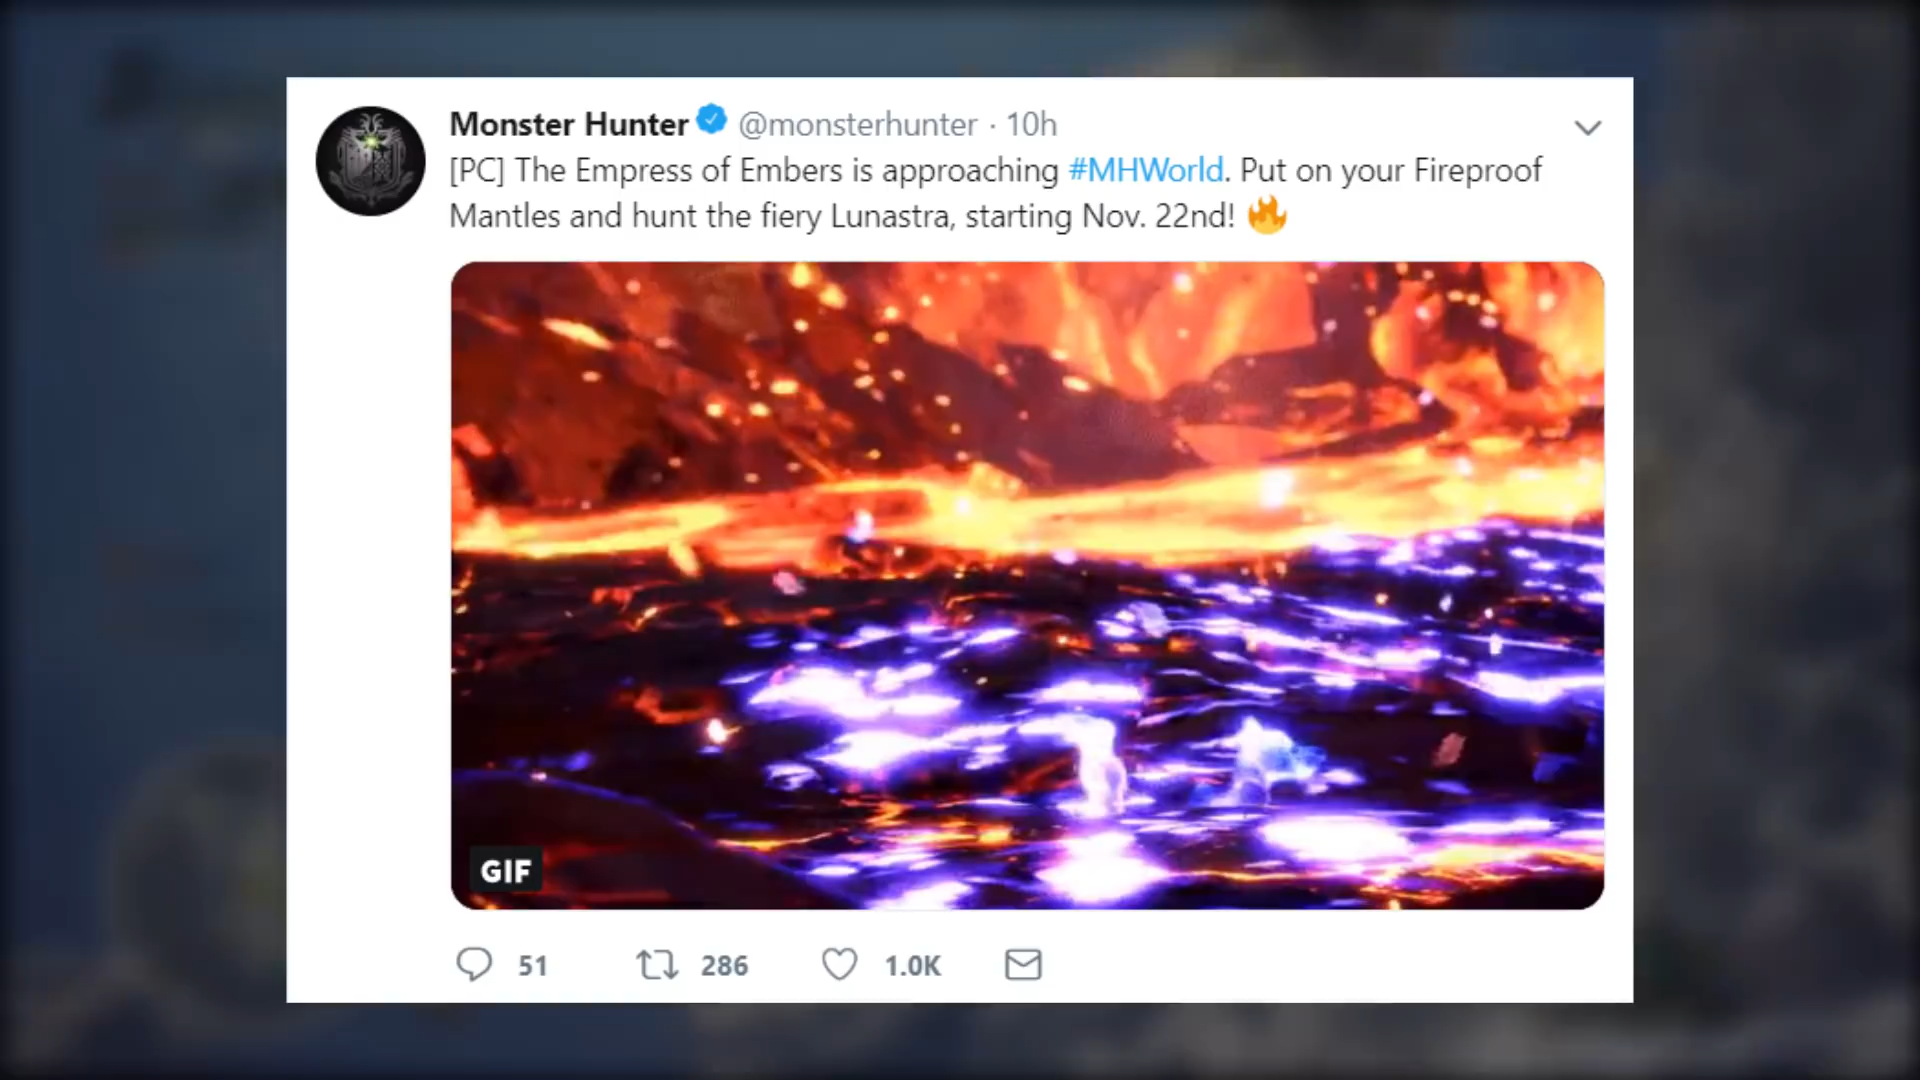 Monster Hunter @monsterhunter · 10h
[PC] The Empress of Embers is approaching #MHWorld. Put on your Fireproof
Mantles and hunt the fiery Lunastra, starting Nov. 22nd! 🔥
GIF
51 286 1.0K